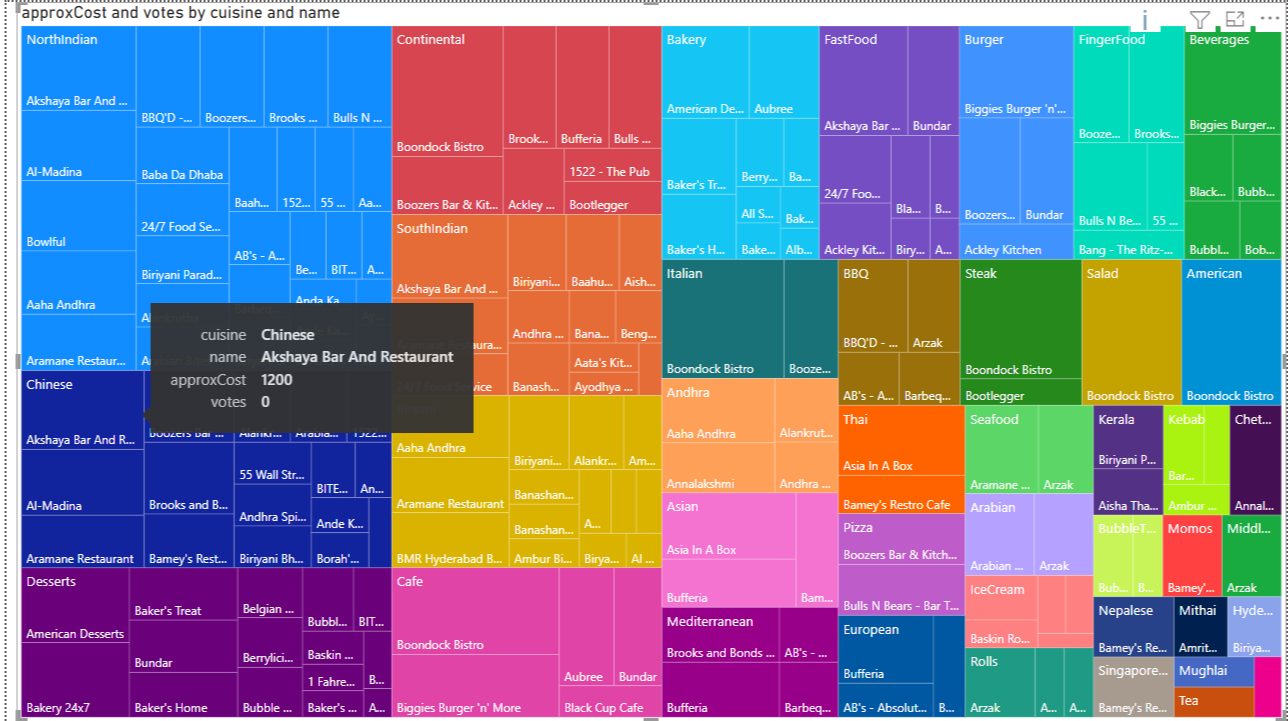 approxCost and votes by cuisine and name
NorthIndian
Akshaya Bar And ...
BBQ'D -...
Boozers...
Brooks ...
Bulls N ...
Al-Madina
Baba Da Dhaba
Baah...
152...
55 ...
Aa...
Bowlful
24/7 Food Se...
AB's - A...
Be...
BIT...
A...
Aaha Andhra
Biriyani Parad...
Anda Ka...
Aramane Restaur...
cuisine Chinese
name Akshaya Bar And Restaurant
approxCost 1200
votes 0
Chinese
Akshaya Bar And R...
Boozers Bar ...
Alankr...
Arabia...
1522...
Al-Madina
Brooks and B...
55 Wall Str...
BITE...
An...
Andhra Spi...
Ande K...
Aramane Restaurant
Bamey's Rest...
Biriyani Bh...
Borah'...
Desserts
American Desserts
Baker's Treat
Belgian ...
Bubbl...
BIT...
Bundar
Berrylici...
Baskin ...
1 Fahre...
B...
Bakery 24x7
Baker's Home
Bubble ...
Baker's ...
A...
Continental
Boondock Bistro
Brook...
Bufferia
Bulls ...
1522 - The Pub
Boozers Bar & Kit...
Ackley ...
Bootlegger
SouthIndian
Akshaya Bar And ...
Biriyani...
Baahu...
Aish...
Andhra ...
Bana...
Beng...
Aata's Kit...
24/7 Food Service
Banash...
Ayodhya ...
Aaha Andhra
Biriyani...
Alankr...
Am...
Aramane Restaurant
Banashan...
Banashan...
A...
BMR Hyderabad B...
Ambur Bi...
Birya...
Al ...
Cafe
Boondock Bistro
Aubree
Bundar
Biggies Burger 'n' More
Black Cup Cafe
Bakery
American De...
Aubree
Baker's Tr...
Berry...
Ba...
All S...
Bak...
Baker's H...
Bake...
Alb...
FastFood
Akshaya Bar ...
Bundar
24/7 Foo...
Bla...
B...
Ackley Kit...
Biry...
A...
Burger
Biggies Burger 'n'...
Boozers...
Bundar
Ackley Kitchen
FingerFood
Booze...
Brooks...
Bulls N Be...
55 ...
Bang - The Ritz-...
Beverages
Biggies Burger...
Black...
Bubb...
Bubbl...
Bob...
Italian
Boondock Bistro
Booze...
BBQ
BBQ'D - ...
Arzak
AB's - A...
Barbeq...
Steak
Boondock Bistro
Bootlegger
Salad
Boondock Bistro
American
Boondock Bistro
Andhra
Aaha Andhra
Alankrut...
Annalakshmi
Andhra ...
Asian
Asia In A Box
Bufferia
Bam...
Mediterranean
Brooks and Bonds ...
AB's - ...
Bufferia
Barbeq...
Thai
Asia In A Box
Bamey's Restro Cafe
Pizza
Boozers Bar & Kitch...
Bulls N Bears - Bar T...
European
Bufferia
AB's - Absolut...
B...
Seafood
Aramane ...
Arzak
Arabian
Arabian ...
Arzak
IceCream
Baskin Ro...
Rolls
Arzak
A...
A...
Kerala
Biriyani P...
Aisha Tha...
Kebab
Bar...
Ambur ...
Chet...
Annal...
BubbleT...
Bub...
B...
Momos
Bamey'...
Middl...
Arzak
Nepalese
Bamey's Re...
Mithai
Amrit...
Hyde...
Biriya...
Singapore...
Bamey's Re...
Mughlai
Tea